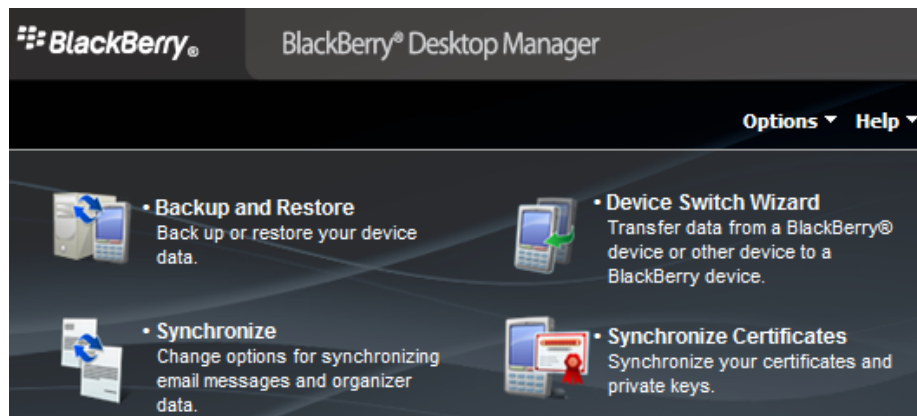 BlackBerry®
BlackBerry® Desktop Manager
Options Help
• Backup and Restore
Back up or restore your device
data.
• Device Switch Wizard
Transfer data from a BlackBerry®
device or other device to a
BlackBerry device.
• Synchronize
Change options for synchronizing
email messages and organizer
data.
• Synchronize Certificates
Synchronize your certificates and
private keys.